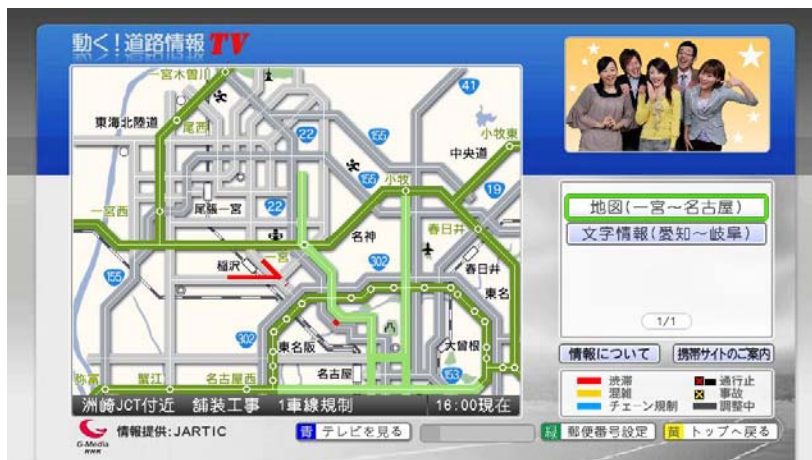 動く!道路情報TV
一宮木曽川
41
尾西
22
155
小牧東
東海北陸道
中央道
155
小牧
19
一宮西
尾張一宮
22
春日井
名神
一宮
302
稲沢
春日井
155
東名
302
東名阪
大曽根
名古屋
153
弥富
蟹江
名古屋西
洲崎JCT付近 舗装工事 1車線規制 16:00現在
地図(一宮～名古屋)
文字情報(愛知～岐阜)
1/1
情報について
携帯サイトのご案内
渋滞
通行止
混雑
事故
チェーン規制
調整中
G-Media
NHK
情報提供:JARTIC
青 テレビを見る
緑 郵便番号設定
黄 トップへ戻る